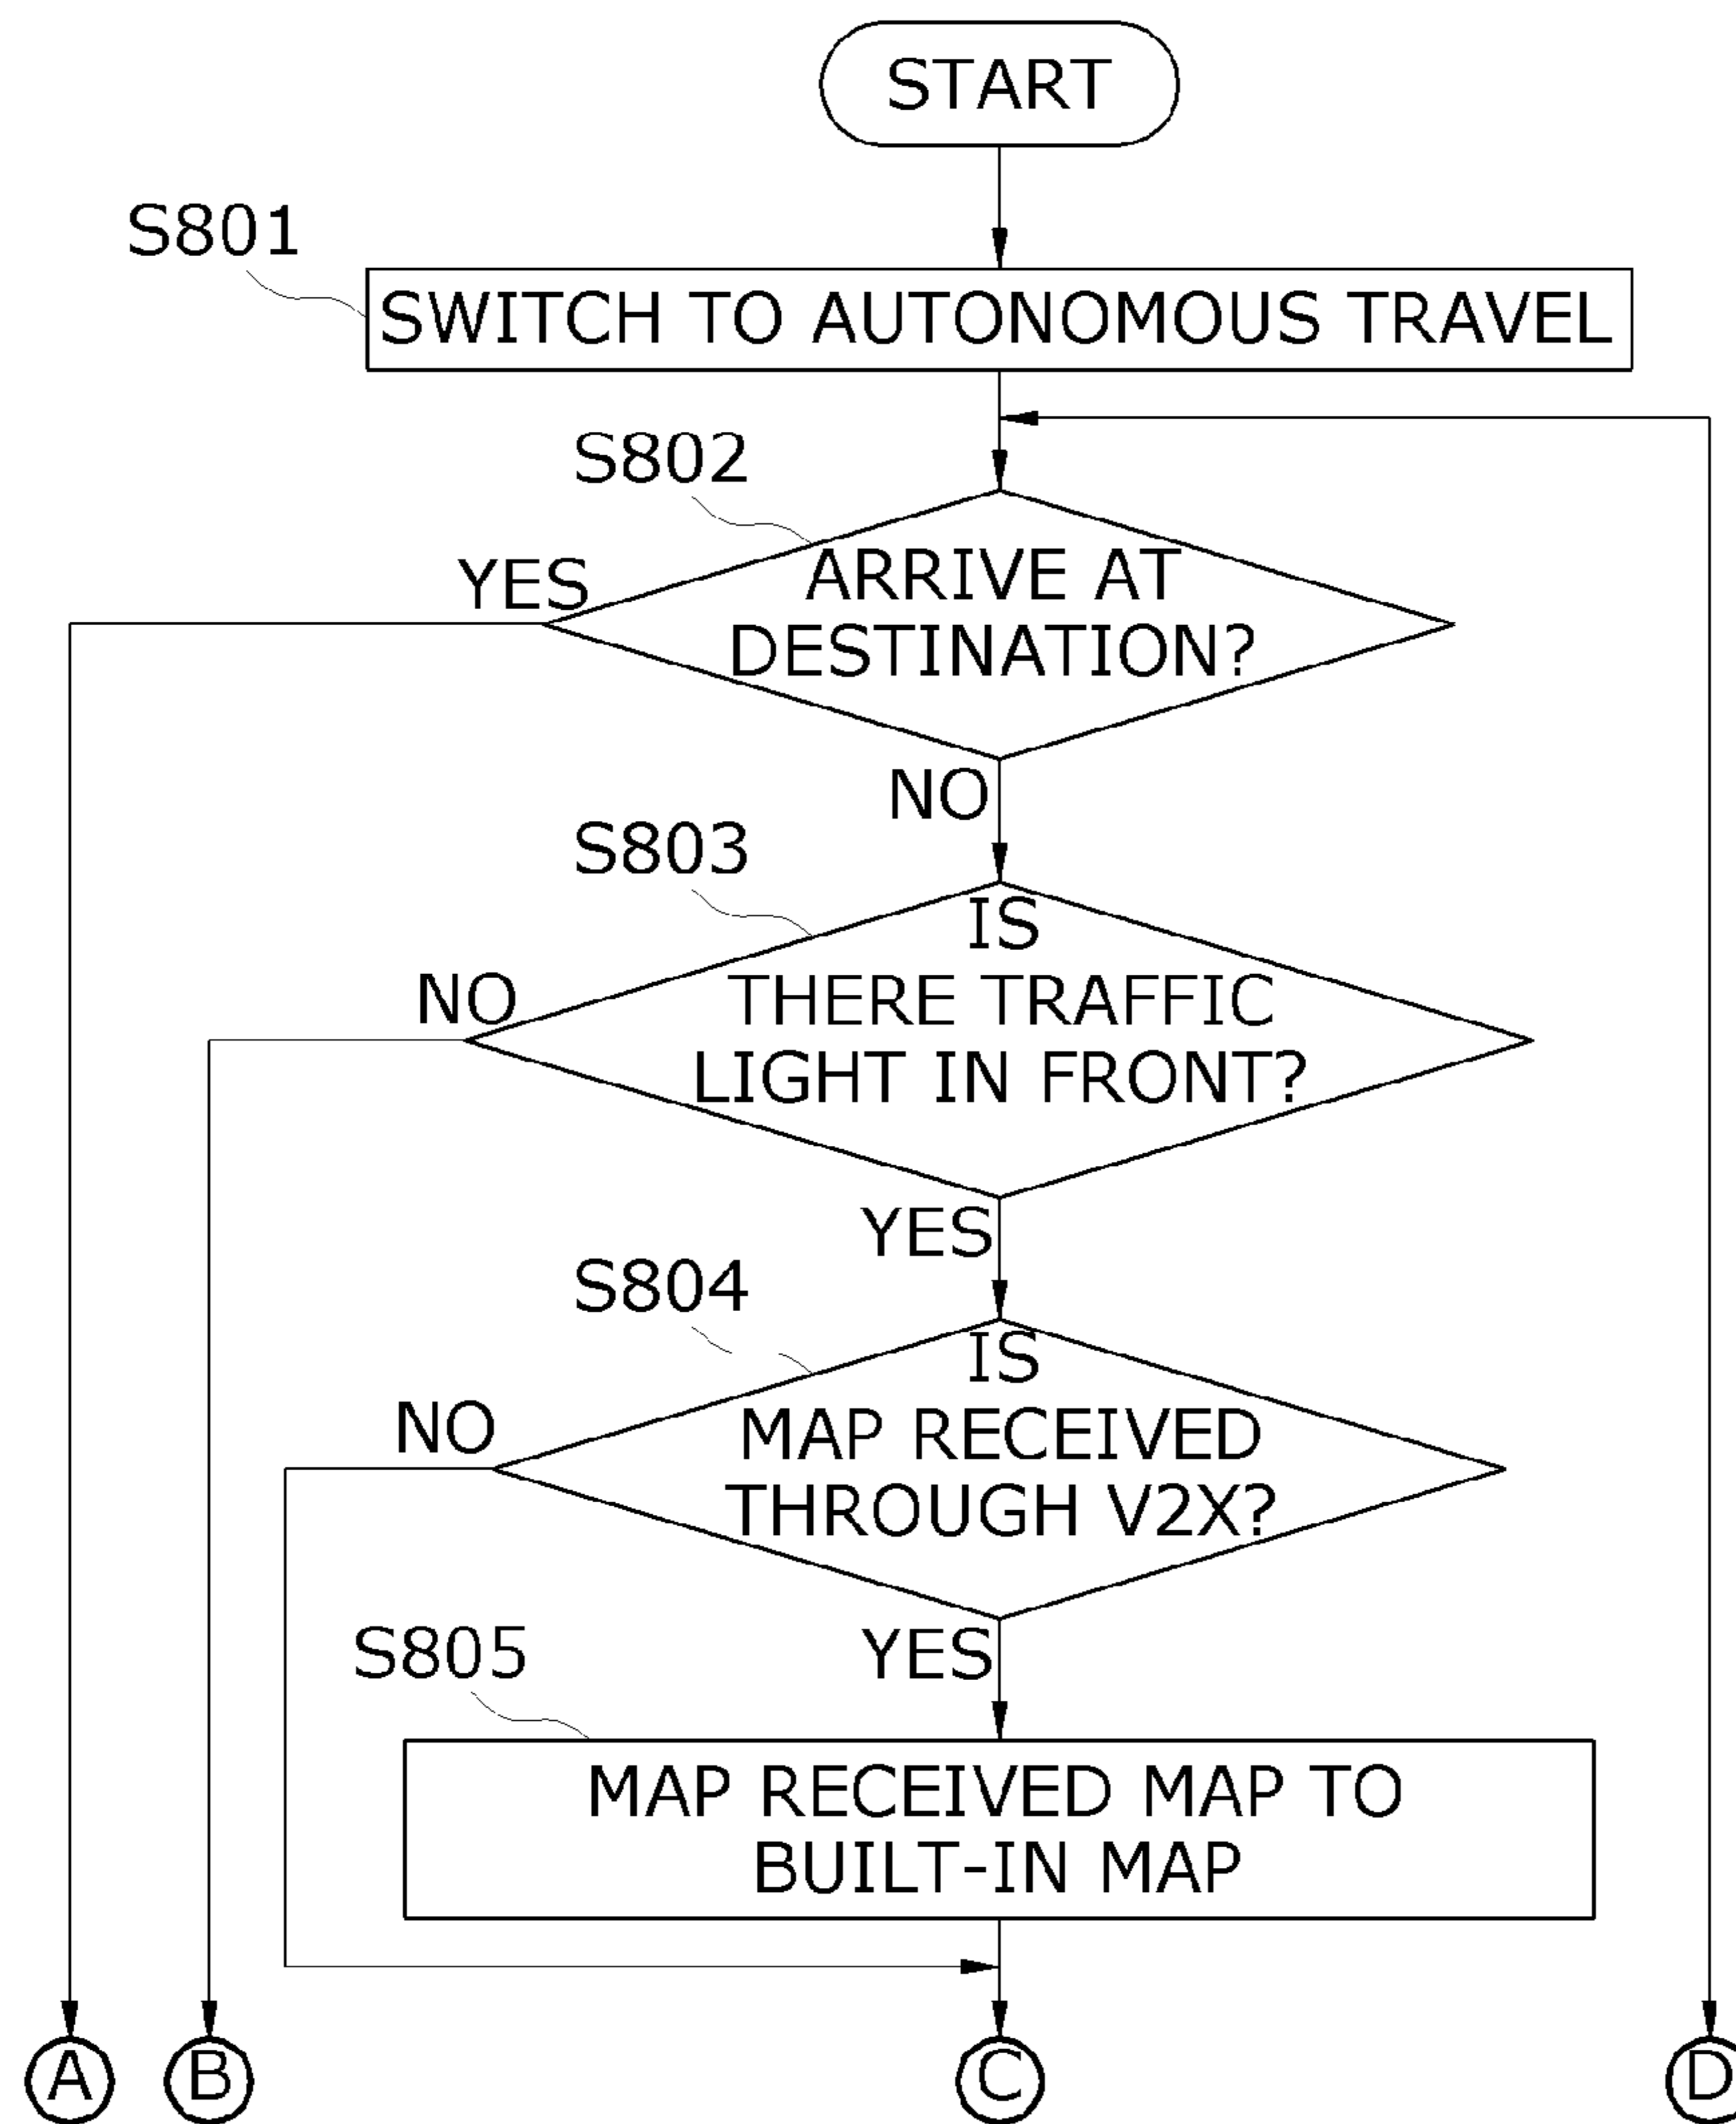 START
S801
SWITCH TO AUTONOMOUS TRAVEL
S802
YES
ARRIVE AT
DESTINATION?
NO
S803
IS
NO
THERE TRAFFIC
LIGHT IN FRONT?
YES
S804
IS
NO
MAP RECEIVED
THROUGH V2X?
YES
S805
MAP RECEIVED MAP TO
BUILT-IN MAP
A
B
C
D